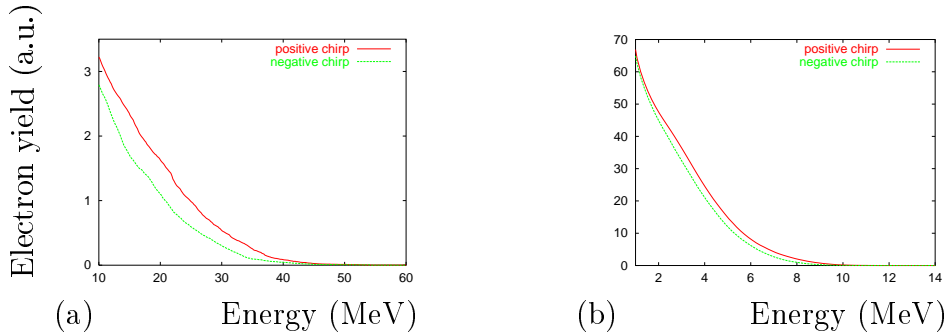 Electron yield (a.u.)
3
2
1
0
10 20 30 40 50 60
positive chirp
negative chirp
(a) Energy (MeV)
70
60
50
40
30
20
10
0
2 4 6 8 10 12 14
positive chirp
negative chirp
(b) Energy (MeV)